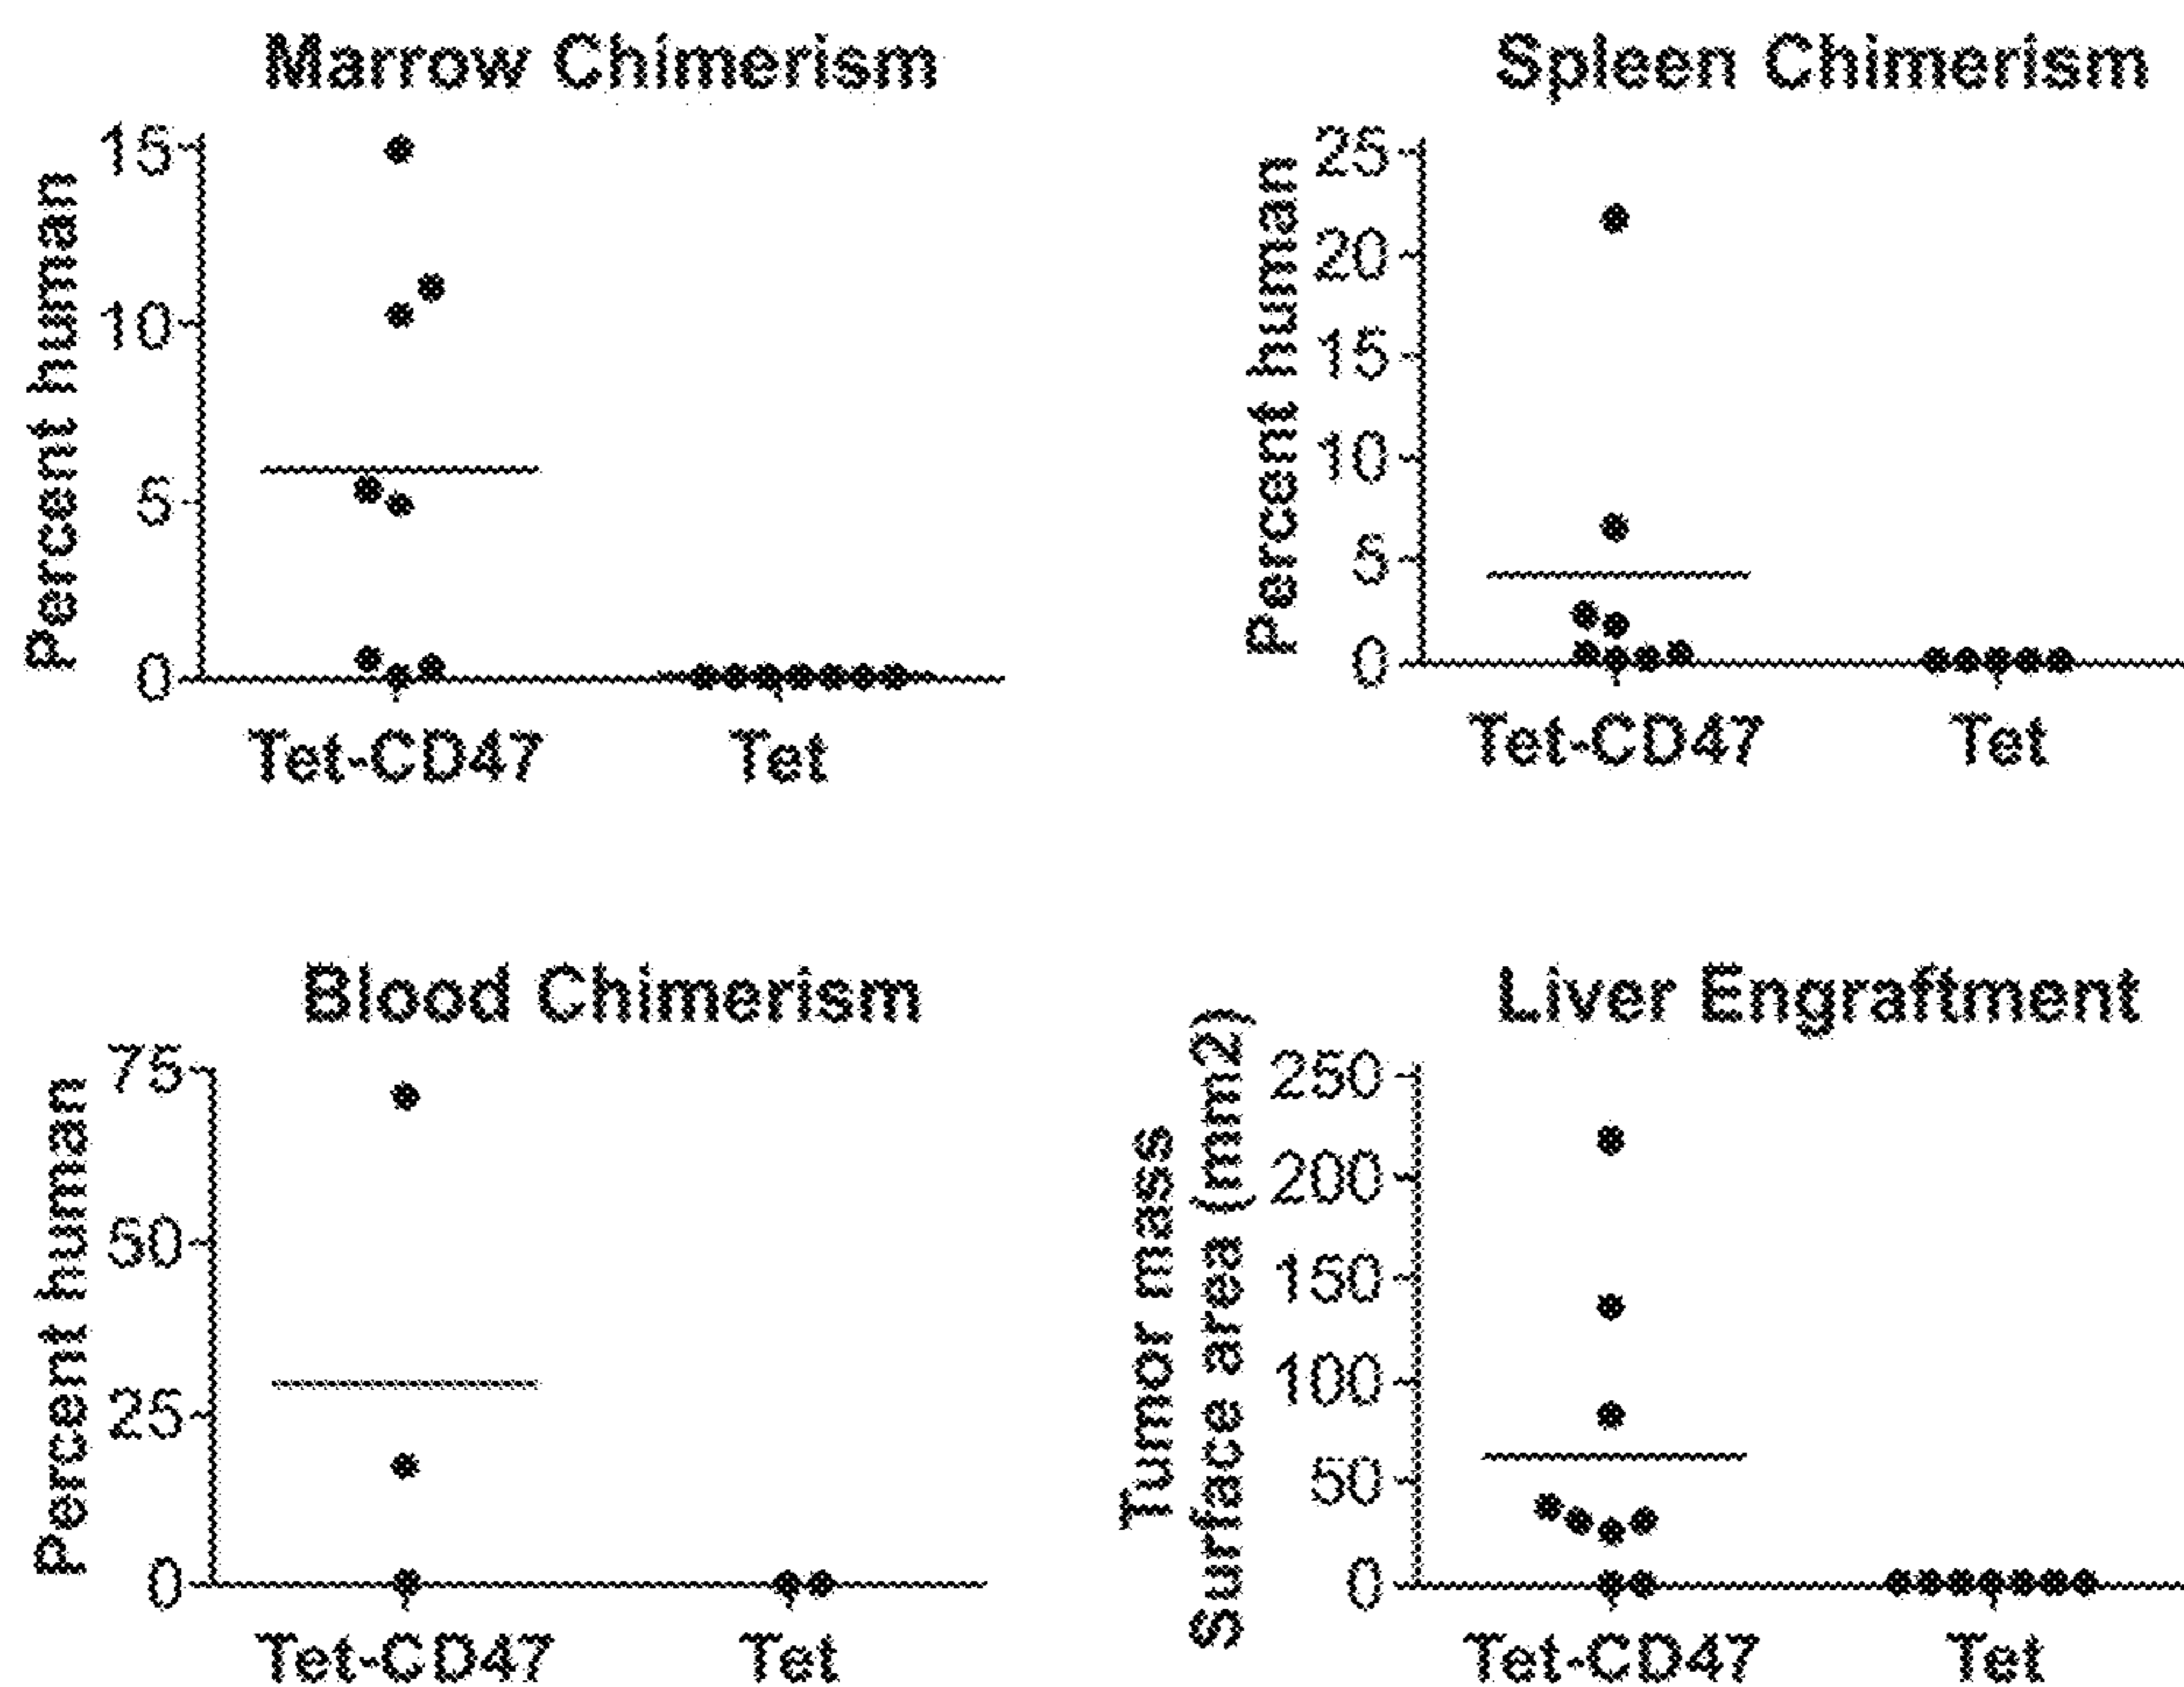 Marrow Chimerism
Percent human
15
10
5
0
Tet-CD47
Tet
Spleen Chimerism
Percent human
25
20
15
10
5
0
Tet-CD47
Tet
Blood Chimerism
Percent human
75
50
25
0
Tet-CD47
Tet
Liver Engraftment
Tumor mass
Surface area (mm2)
250
200
150
100
50
0
Tet-CD47
Tet